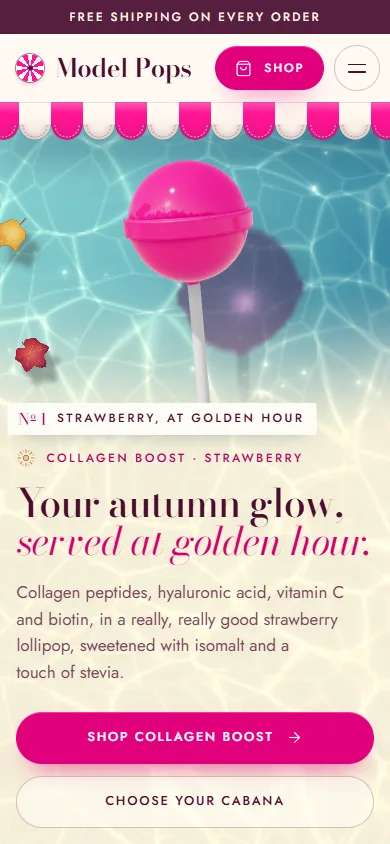 FREE SHIPPING ON EVERY ORDER
Model Pops
SHOP
Nº 1 STRAWBERRY, AT GOLDEN HOUR
COLLAGEN BOOST · STRAWBERRY
Your autumn glow,
served at golden hour.
Collagen peptides, hyaluronic acid, vitamin C
and biotin, in a really, really good strawberry
lollipop, sweetened with isomalt and a
touch of stevia.
SHOP COLLAGEN BOOST →
CHOOSE YOUR CABANA